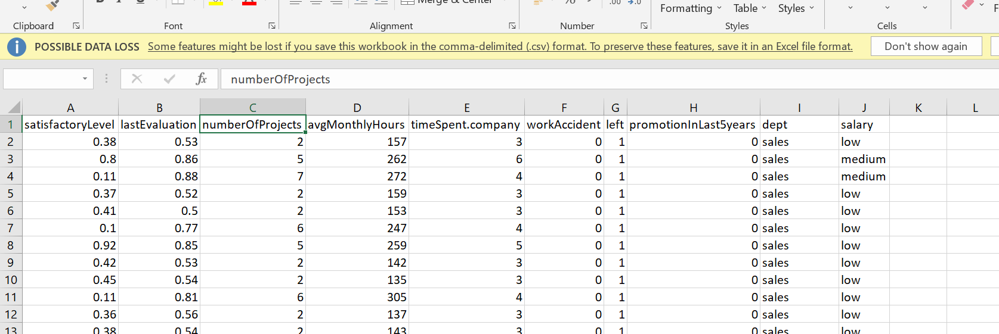 Merge & Center
% .00 .0
Formatting Table Styles
Clipboard Font Alignment Number Styles Cells
POSSIBLE DATA LOSS Some features might be lost if you save this workbook in the comma-delimited (.csv) format. To preserve these features, save it in an Excel file format. Don't show again
fx numberOfProjects
A B C D E F G H I J K L
1 satisfactoryLevel lastEvaluation numberOfProjects avgMonthlyHours timeSpent.company workAccident left promotionInLast5years dept salary
2 0.38 0.53 2 157 3 0 1 0 sales low
3 0.8 0.86 5 262 6 0 1 0 sales medium
4 0.11 0.88 7 272 4 0 1 0 sales medium
5 0.37 0.52 2 159 3 0 1 0 sales low
6 0.41 0.5 2 153 3 0 1 0 sales low
7 0.1 0.77 6 247 4 0 1 0 sales low
8 0.92 0.85 5 259 5 0 1 0 sales low
9 0.42 0.53 2 142 3 0 1 0 sales low
10 0.45 0.54 2 135 3 0 1 0 sales low
11 0.11 0.81 6 305 4 0 1 0 sales low
12 0.36 0.56 2 137 3 0 1 0 sales low
13 0.38 0.54 2 143 3 0 1 0 sales low